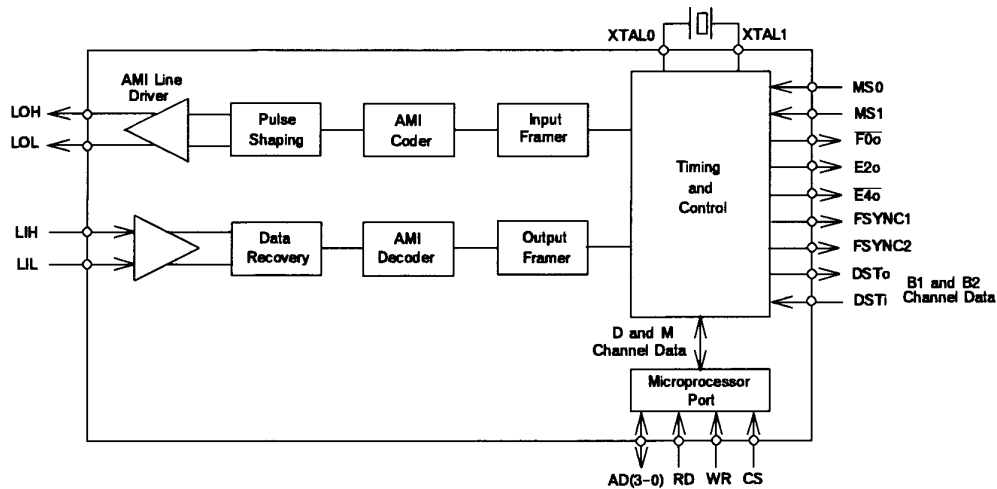 XTAL0
XTAL1
AMI Line
Driver
LOH
LOL
Pulse
Shaping
AMI
Coder
Input
Framer
Timing
and
Control
MS0
MS1
F0o
E2o
E4o
FSYNC1
FSYNC2
DSTo
DSTi
B1 and B2
Channel Data
LIH
LIL
Data
Recovery
AMI
Decoder
Output
Framer
D and M
Channel Data
Microprocessor
Port
AD(3-0) RD WR CS